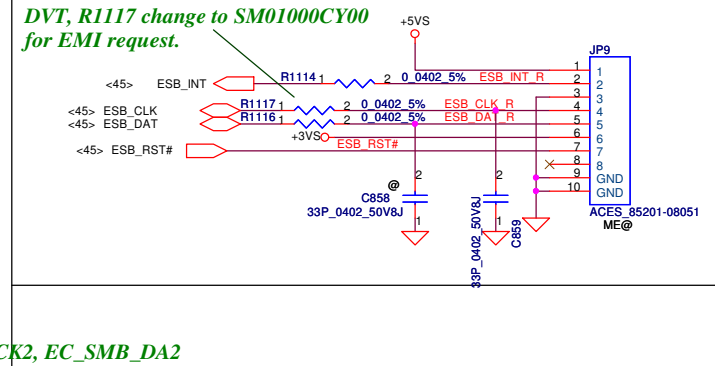 DVT, R1117 change to SM01000CY00
for EMI request.
+5VS
JP9
<45> ESB_INT R1114 1 2 0_0402_5% ESB_INT_R 1 1
2 2
3 3
<45> ESB_CLK R1117 1 2 0_0402_5% ESB_CLK_R 4 4
<45> ESB_DAT R1116 1 2 0_0402_5% ESB_DAT_R 5 5
+3VS 6 6
<45> ESB_RST# ESB_RST# 7 7
8 8
9 GND
10 GND
ACES_85201-08051
ME@
@
C858
33P_0402_50V8J
2
1
2
1
33P_0402_50V8J
C859
CK2, EC_SMB_DA2